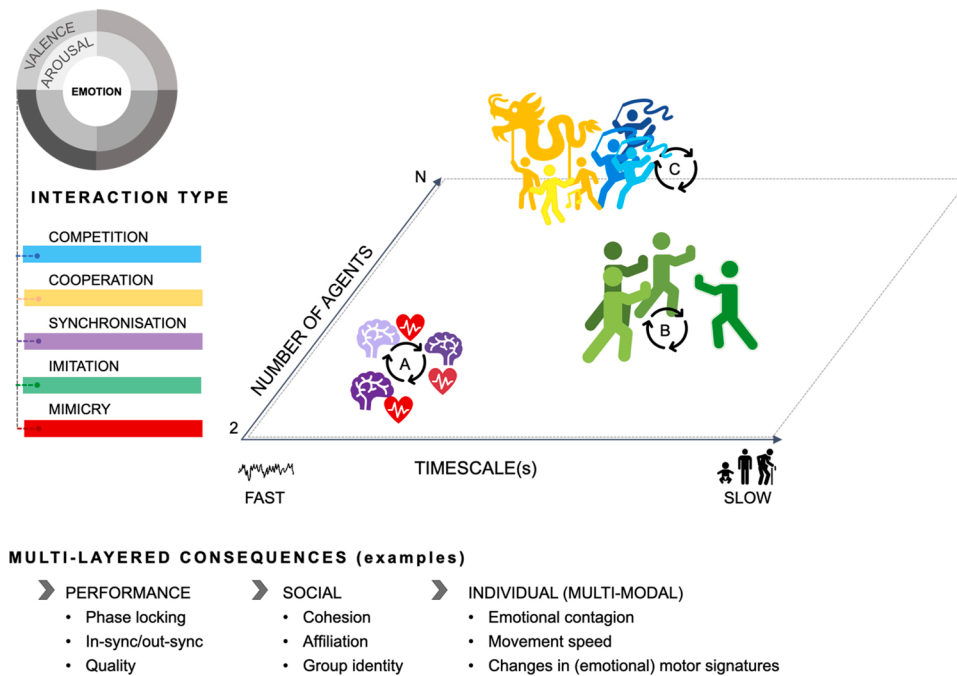 VALENCE
AROUSAL
EMOTION
INTERACTION TYPE
COMPETITION
COOPERATION
SYNCHRONISATION
IMITATION
MIMICRY
N
NUMBER OF AGENTS
2
A
B
C
TIMESCALE(s)
FAST
SLOW
MULTI-LAYERED CONSEQUENCES (examples)
PERFORMANCE
• Phase locking
• In-sync/out-sync
• Quality
SOCIAL
• Cohesion
• Affiliation
• Group identity
INDIVIDUAL (MULTI-MODAL)
• Emotional contagion
• Movement speed
• Changes in (emotional) motor signatures